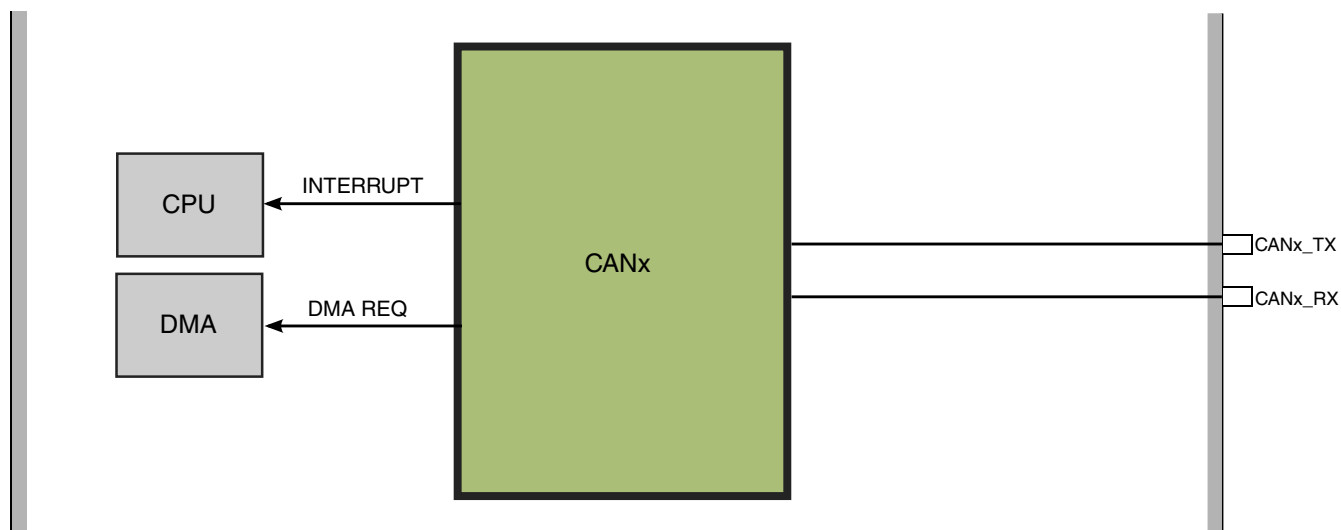 INTERRUPT
CPU
CANx
CANx_TX
CANx_RX
DMA REQ
DMA